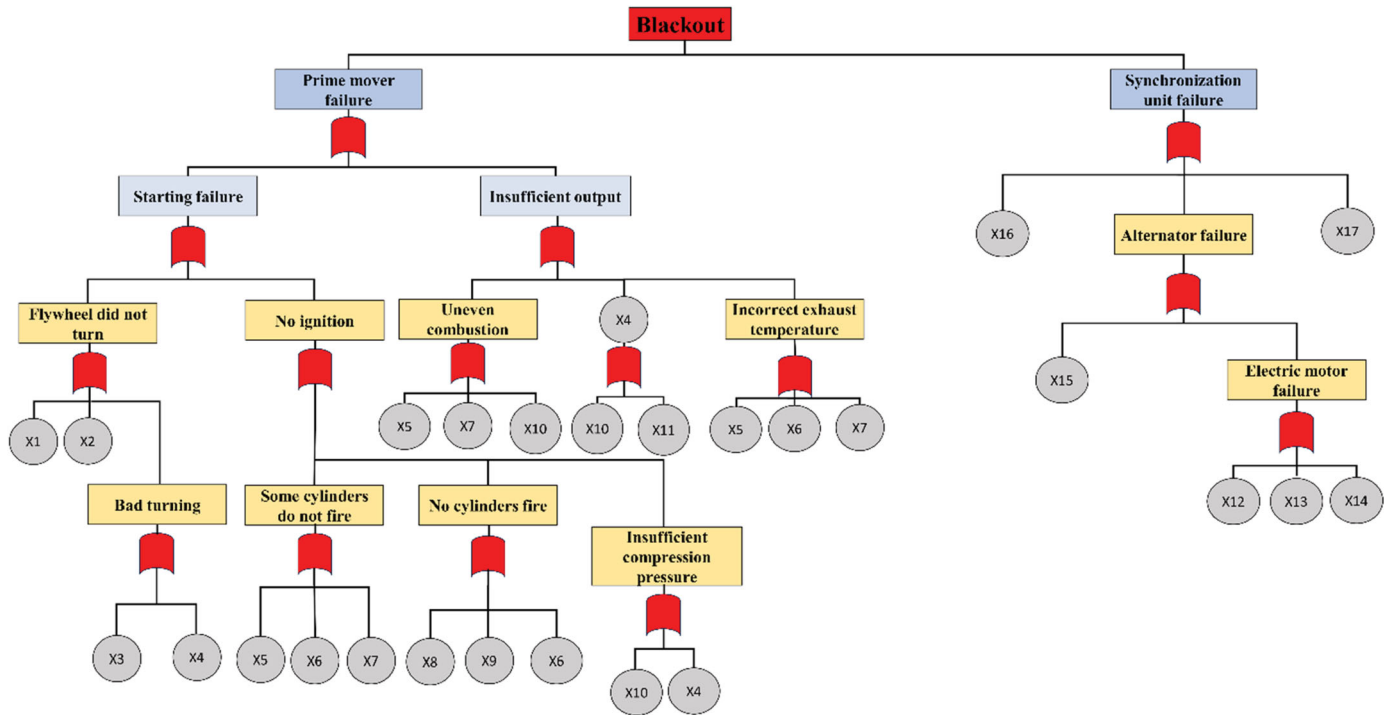 Blackout
Prime mover
failure
Synchronization
unit failure
Starting failure
Insufficient output
X16
Alternator failure
X17
Flywheel did not
turn
No ignition
Uneven
combustion
X4
Incorrect exhaust
temperature
X15
Electric motor
failure
X1
X2
X5
X7
X10
X10
X11
X5
X6
X7
Bad turning
Some cylinders
do not fire
No cylinders fire
Insufficient
compression
pressure
X12
X13
X14
X3
X4
X5
X6
X7
X8
X9
X6
X10
X4